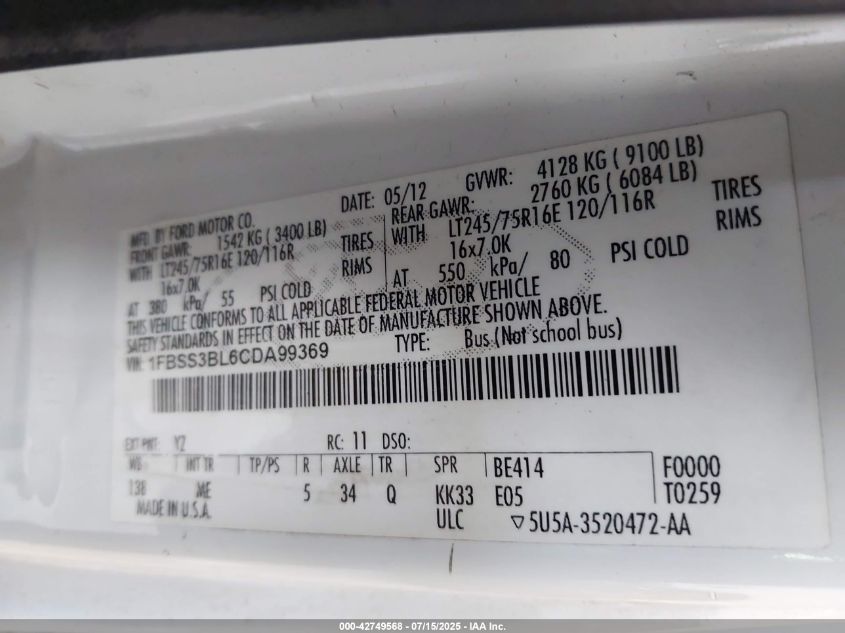 MFD. BY FORD MOTOR CO.
DATE: 05/12
GVWR: 4128 KG ( 9100 LB)
FRONT GAWR: 1542 KG ( 3400 LB)
REAR GAWR: 2760 KG ( 6084 LB)
WITH LT245/75R16E 120/116R TIRES
WITH LT245/75R16E 120/116R TIRES
16x7.0K RIMS
16x7.0K RIMS
AT 380 kPa/ 55 PSI COLD
AT 550 kPa/ 80 PSI COLD
THIS VEHICLE CONFORMS TO ALL APPLICABLE FEDERAL MOTOR VEHICLE
SAFETY STANDARDS IN EFFECT ON THE DATE OF MANUFACTURE SHOWN ABOVE.
VIN: 1FBSS3BL6CDA99369
TYPE: Bus (Not school bus)
EXT PNT: YZ RC: 11 DSO:
WB INT TR TP/PS R AXLE TR SPR BE414 F0000
138 ME 5 34 Q KK33 E05 T0259
MADE IN U.S.A. ULC ▽5U5A-3520472-AA
000-42749568 - 07/15/2025 - IAA Inc.